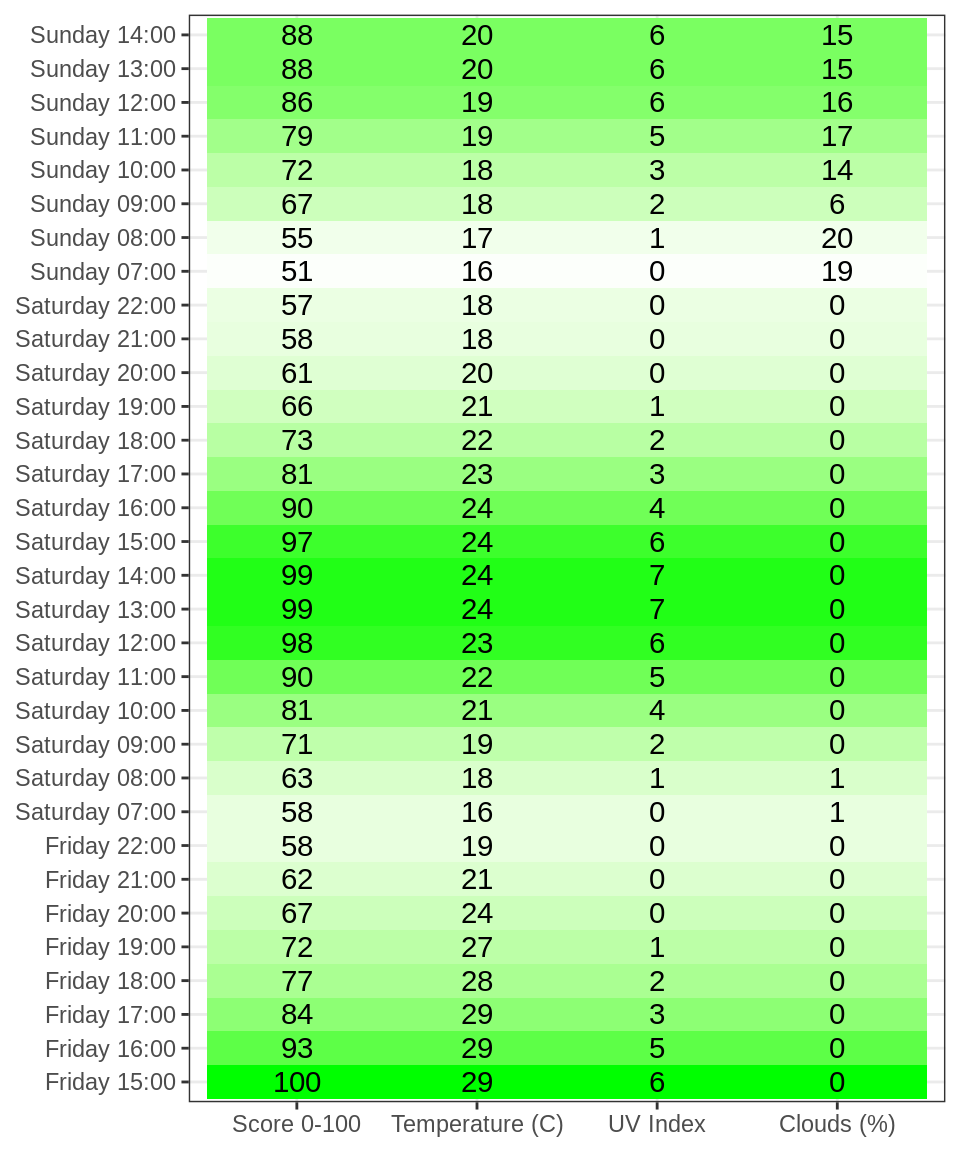 Sunday 14:00 88 20 6 15
Sunday 13:00 88 20 6 15
Sunday 12:00 86 19 6 16
Sunday 11:00 79 19 5 17
Sunday 10:00 72 18 3 14
Sunday 09:00 67 18 2 6
Sunday 08:00 55 17 1 20
Sunday 07:00 51 16 0 19
Saturday 22:00 57 18 0 0
Saturday 21:00 58 18 0 0
Saturday 20:00 61 20 0 0
Saturday 19:00 66 21 1 0
Saturday 18:00 73 22 2 0
Saturday 17:00 81 23 3 0
Saturday 16:00 90 24 4 0
Saturday 15:00 97 24 6 0
Saturday 14:00 99 24 7 0
Saturday 13:00 99 24 7 0
Saturday 12:00 98 23 6 0
Saturday 11:00 90 22 5 0
Saturday 10:00 81 21 4 0
Saturday 09:00 71 19 2 0
Saturday 08:00 63 18 1 1
Saturday 07:00 58 16 0 1
Friday 22:00 58 19 0 0
Friday 21:00 62 21 0 0
Friday 20:00 67 24 0 0
Friday 19:00 72 27 1 0
Friday 18:00 77 28 2 0
Friday 17:00 84 29 3 0
Friday 16:00 93 29 5 0
Friday 15:00 100 29 6 0
Score 0-100 Temperature (C) UV Index Clouds (%)